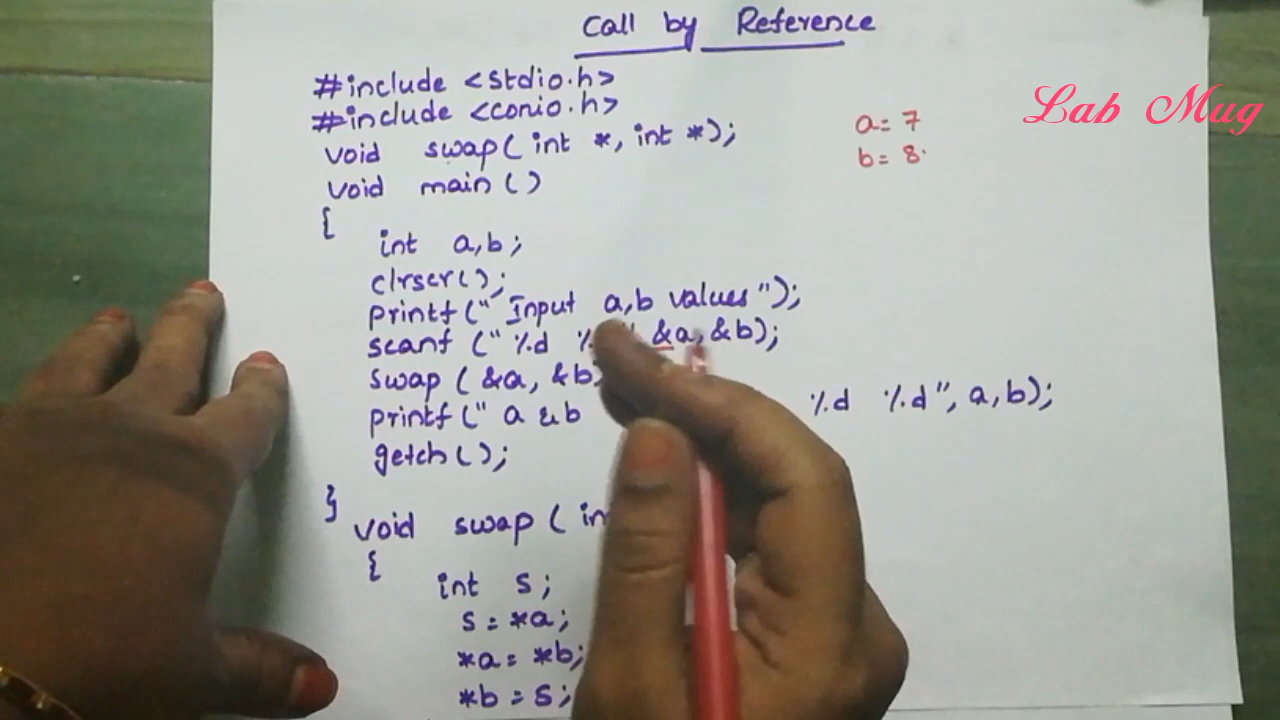 Call by Reference
Lab Mug
#include <stdio.h>
#include <conio.h>
a= 7
void swap( int *, int *);
b= 8.
void main ()
{
int a,b;
clrscr();
printf (" Input a,b values");
scanf (" %d % " &a, &b);
swap ( &a, &b)
printf (" a & b %d %d", a, b);
getch ();
}
void swap ( in
{
int s;
s = *a;
*a = *b;
*b = s;